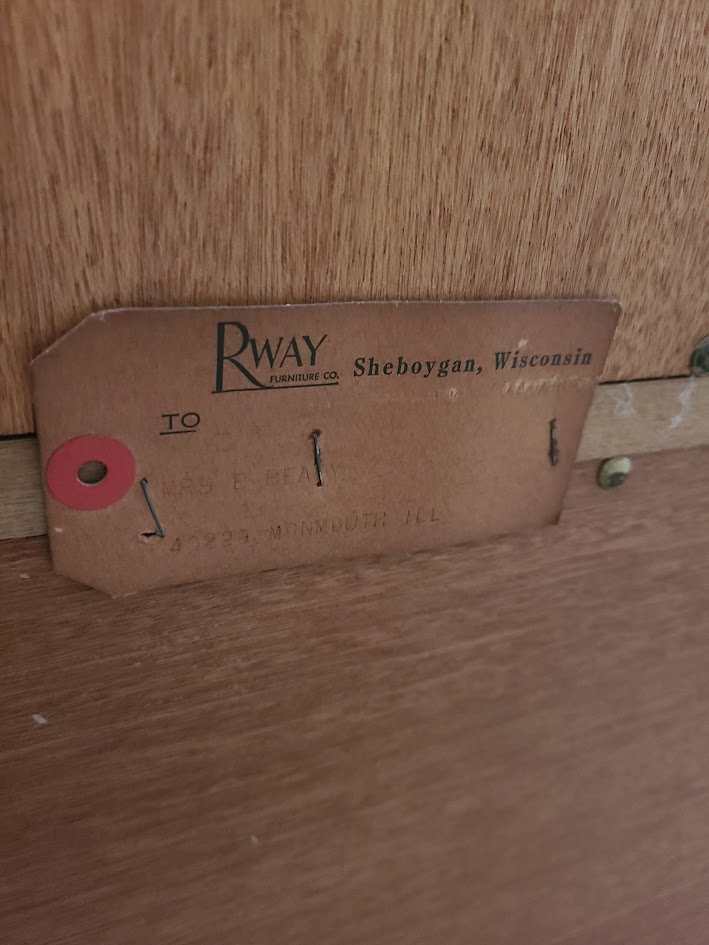 RWAY
FURNITURE CO.
Sheboygan, Wisconsin
TO
MRS E
MONMOUTH ILL